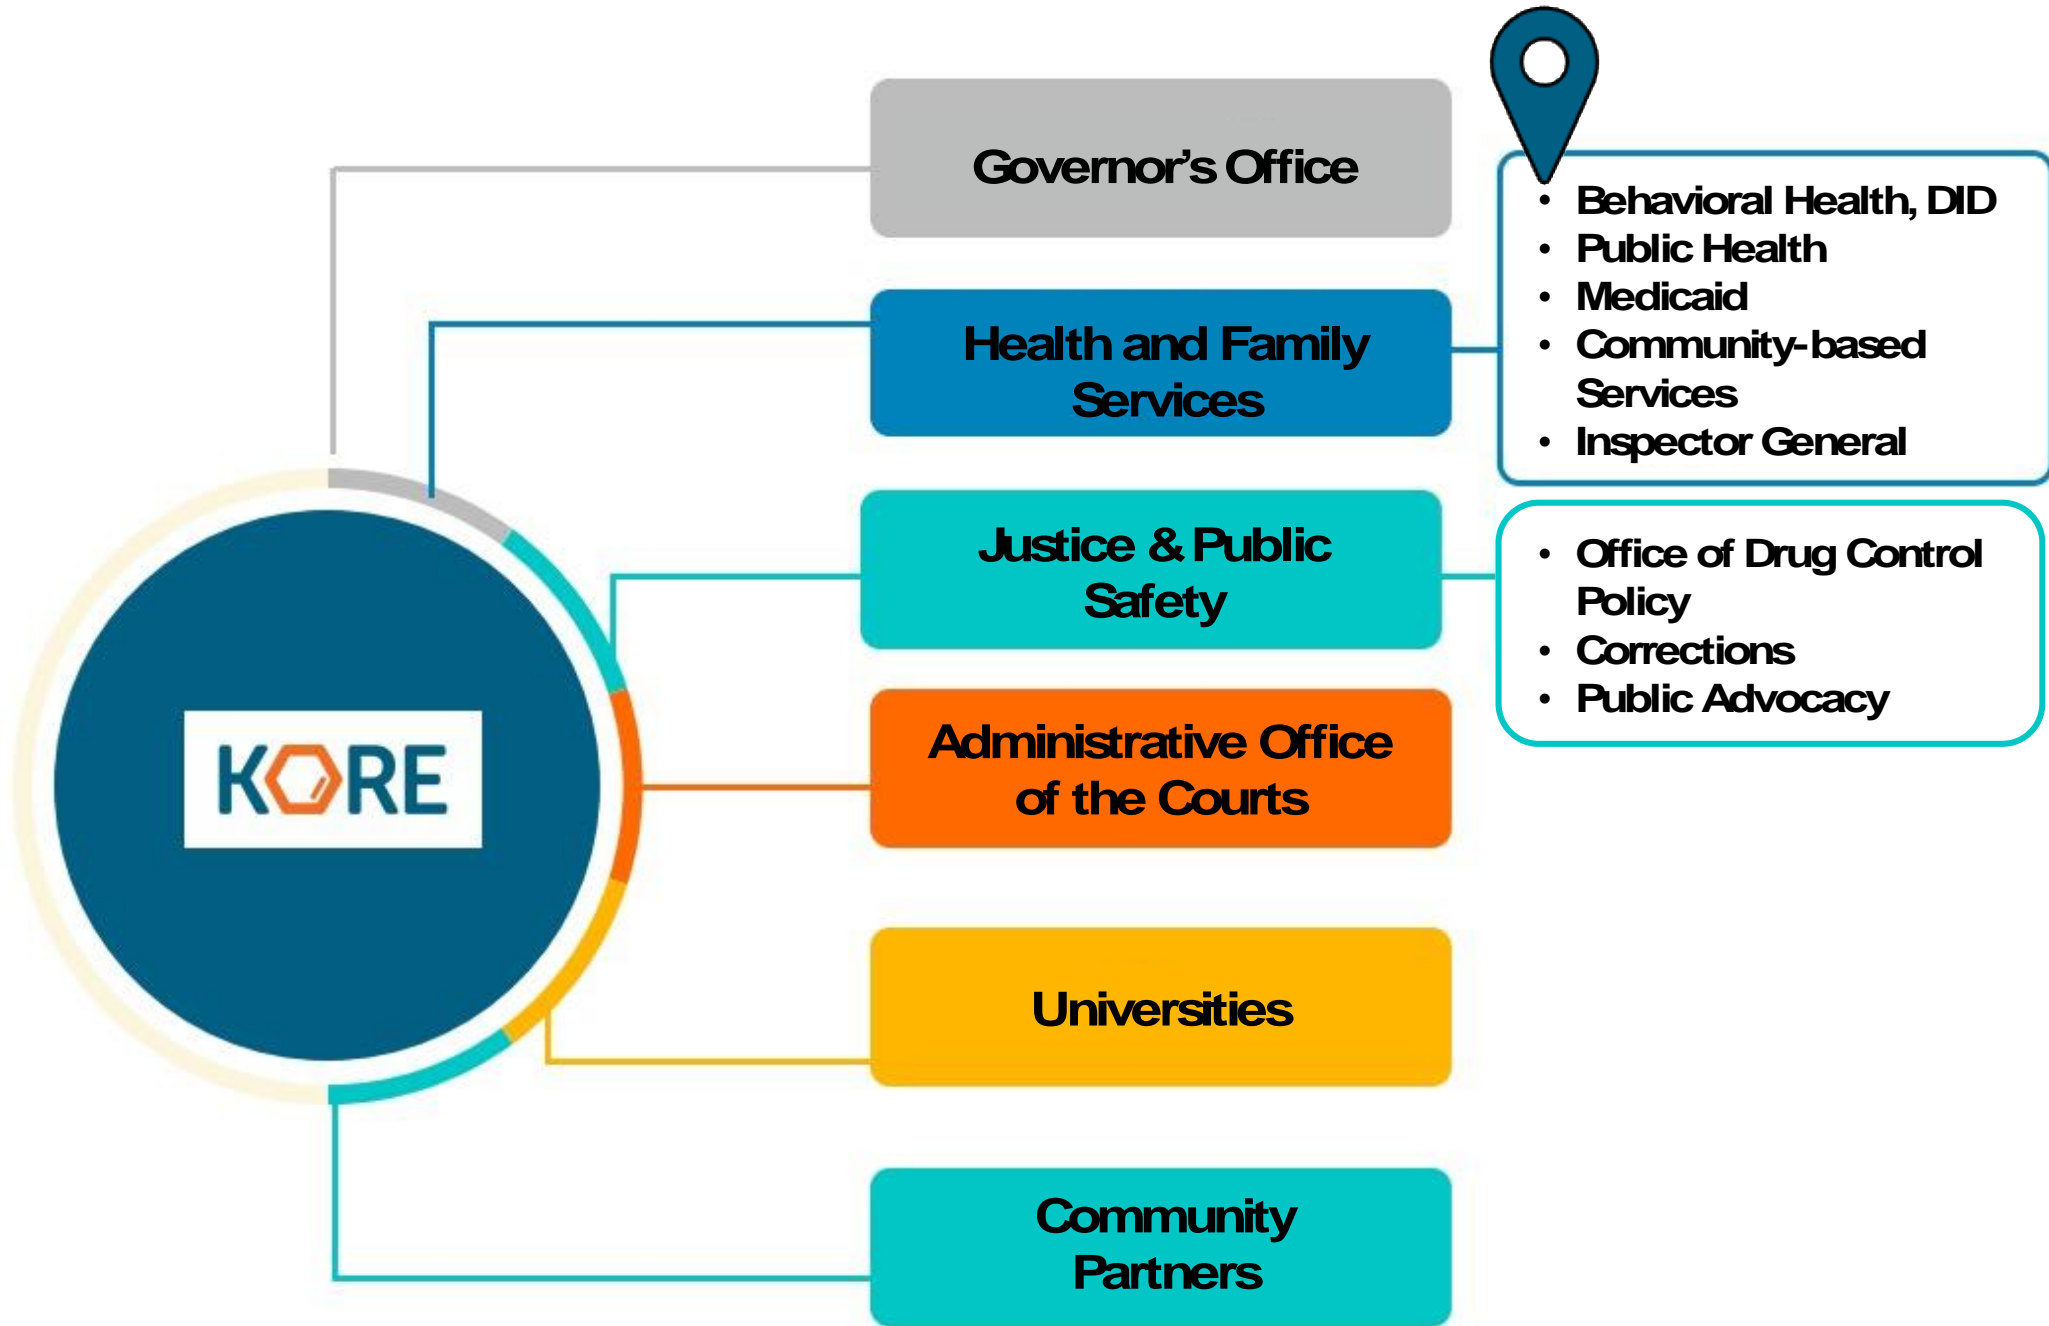 Governor’s Office
Health and Family
Services
• Behavioral Health, DID
• Public Health
• Medicaid
• Community-based
Services
• Inspector General
Justice & Public
Safety
• Office of Drug Control
Policy
• Corrections
• Public Advocacy
KORE
Administrative Office
of the Courts
Universities
Community
Partners